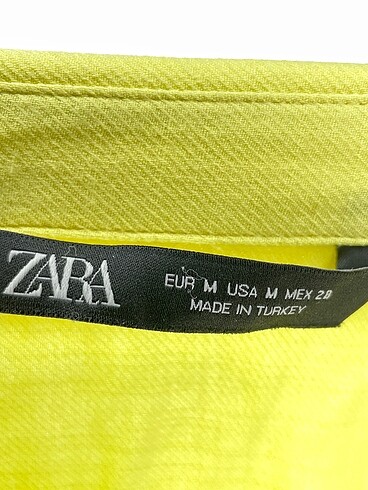 ZARA
EUR M USA M MEX 28
MADE IN TURKEY